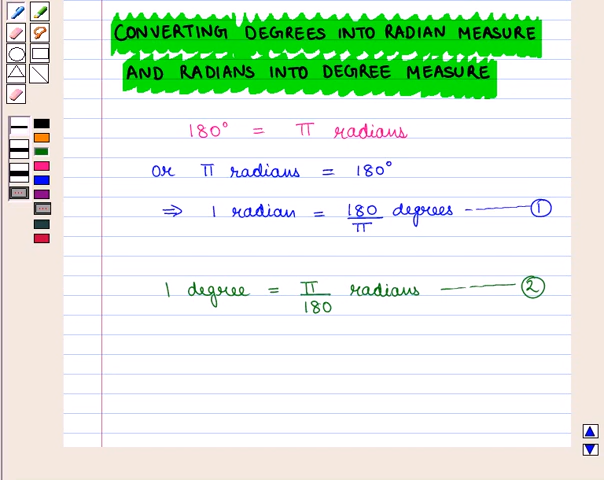 CONVERTING DEGREES INTO RADIAN MEASURE
AND RADIANS INTO DEGREE MEASURE
180° = π radians
or π radians = 180°
⇒ 1 radian = 180/π degrees —— ①
1 degree = π/180 radians —— ②